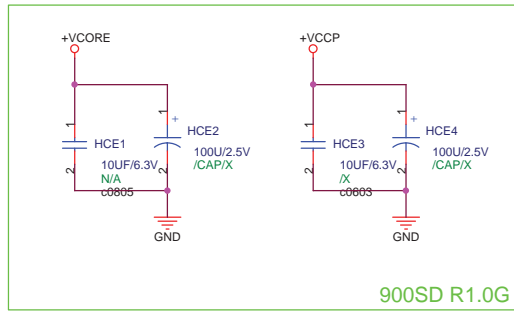 +VCORE
1
HCE1
10UF/6.3V
N/A
c0805
2
1
+
HCE2
100U/2.5V
/CAP/X
2
GND
+VCCP
1
HCE3
10UF/6.3V
/X
c0603
2
1
+
HCE4
100U/2.5V
/CAP/X
2
GND
900SD R1.0G